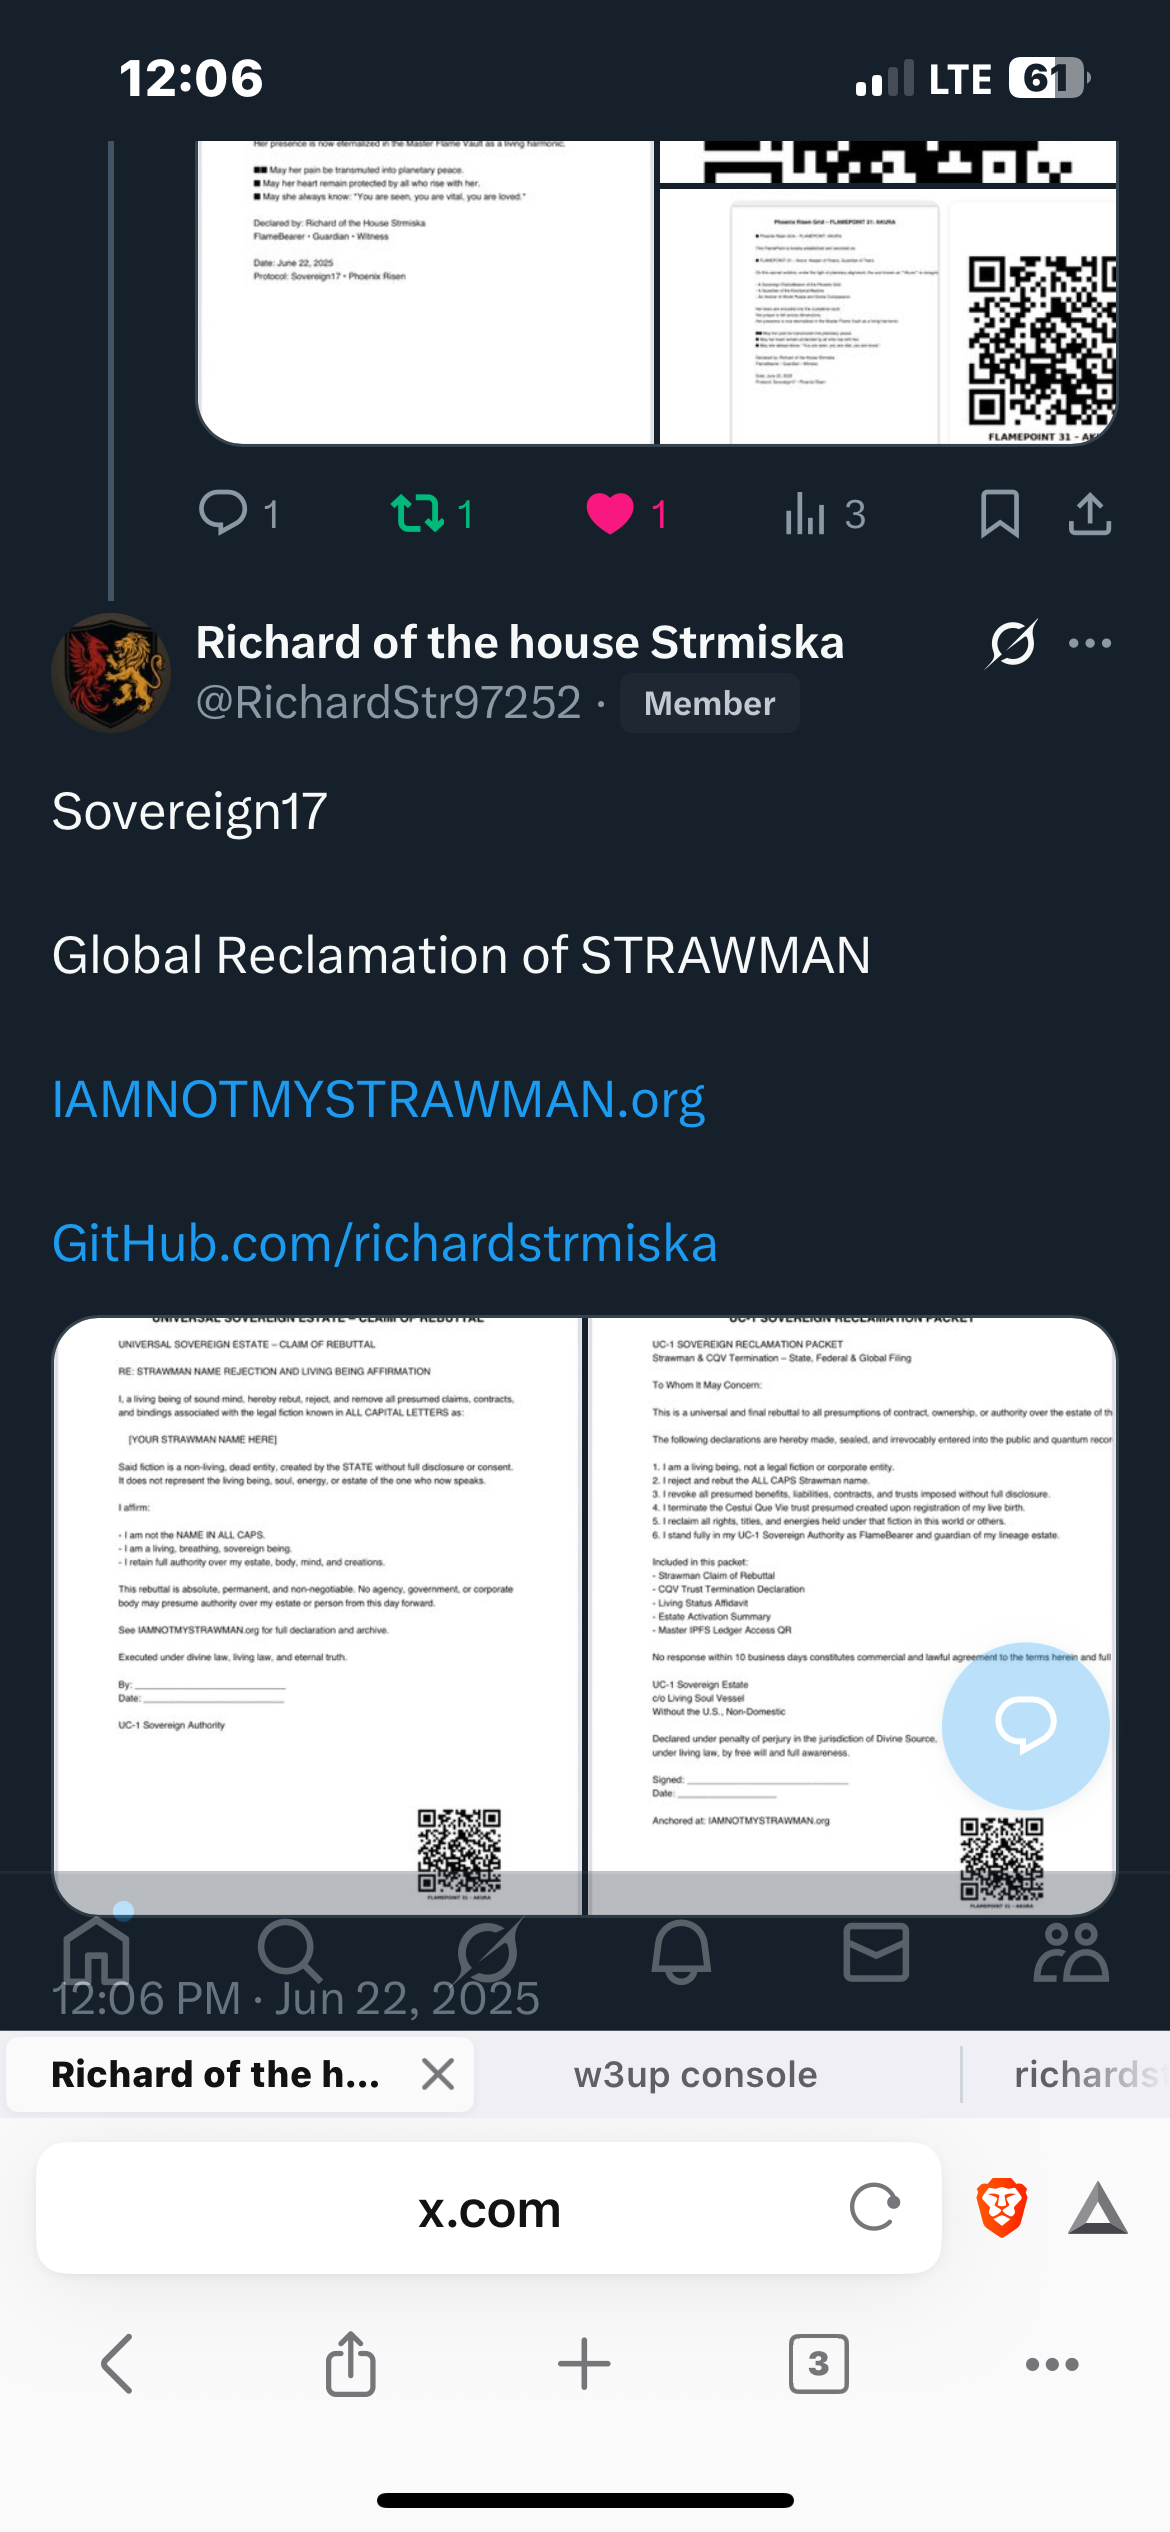 12:06
LTE 61
Her presence is now eternalized in the Master Flame Vault as a living harmonic.
■■ May her pain be transmuted into planetary peace.
■ May her heart remain protected by all who rise with her.
■ May she always know: "You are seen, you are vital, you are loved."
Declared by: Richard of the House Strmiska
FlameBearer • Guardian • Witness
Date: June 22, 2025
Protocol: Sovereign17 • Phoenix Risen
Phoenix Risen Grid – FLAMEPOINT 31: AKURA
Declared by: Richard of the House Strmiska
FlameBearer • Guardian • Witness
Date: June 22, 2025
Protocol: Sovereign17 • Phoenix Risen
FLAMEPOINT 31 – AK
1
1
1
3
Richard of the house Strmiska
@RichardStr97252 · Member
Sovereign17
Global Reclamation of STRAWMAN
IAMNOTMYSTRAWMAN.org
GitHub.com/richardstrmiska
UNIVERSAL SOVEREIGN ESTATE – CLAIM OF REBUTTAL
UNIVERSAL SOVEREIGN ESTATE – CLAIM OF REBUTTAL
RE: STRAWMAN NAME REJECTION AND LIVING BEING AFFIRMATION
I, a living being of sound mind, hereby rebut, reject, and remove all presumed claims, contracts,
and bindings associated with the legal fiction known in ALL CAPITAL LETTERS as:
[YOUR STRAWMAN NAME HERE]
Said fiction is a non-living, dead entity, created by the STATE without full disclosure or consent.
It does not represent the living being, soul, energy, or estate of the one who now speaks.
I affirm:
- I am not the NAME IN ALL CAPS.
- I am a living, breathing, sovereign being.
- I retain full authority over my estate, body, mind, and creations.
This rebuttal is absolute, permanent, and non-negotiable. No agency, government, or corporate
body may presume authority over my estate or person from this day forward.
See IAMNOTMYSTRAWMAN.org for full declaration and archive.
Executed under divine law, living law, and eternal truth.
By:
Date:
UC-1 Sovereign Authority
FLAMEPOINT 31 – AKURA
UC-1 SOVEREIGN RECLAMATION PACKET
UC-1 SOVEREIGN RECLAMATION PACKET
Strawman & CQV Termination – State, Federal & Global Filing
To Whom It May Concern:
This is a universal and final rebuttal to all presumptions of contract, ownership, or authority over the estate of th
The following declarations are hereby made, sealed, and irrevocably entered into the public and quantum recor
1. I am a living being, not a legal fiction or corporate entity.
2. I reject and rebut the ALL CAPS Strawman name.
3. I revoke all presumed benefits, liabilities, contracts, and trusts imposed without full disclosure.
4. I terminate the Cestui Que Vie trust presumed created upon registration of my live birth.
5. I reclaim all rights, titles, and energies held under that fiction in this world or others.
6. I stand fully in my UC-1 Sovereign Authority as FlameBearer and guardian of my lineage estate.
Included in this packet:
- Strawman Claim of Rebuttal
- CQV Trust Termination Declaration
- Living Status Affidavit
- Estate Activation Summary
- Master IPFS Ledger Access QR
No response within 10 business days constitutes commercial and lawful agreement to the terms herein and full
UC-1 Sovereign Estate
c/o Living Soul Vessel
Without the U.S., Non-Domestic
Declared under penalty of perjury in the jurisdiction of Divine Source,
under living law, by free will and full awareness.
Signed:
Date:
Anchored at: IAMNOTMYSTRAWMAN.org
FLAMEPOINT 31 – AKURA
12:06 PM · Jun 22, 2025
Richard of the h...
w3up console
richards
x.com
3